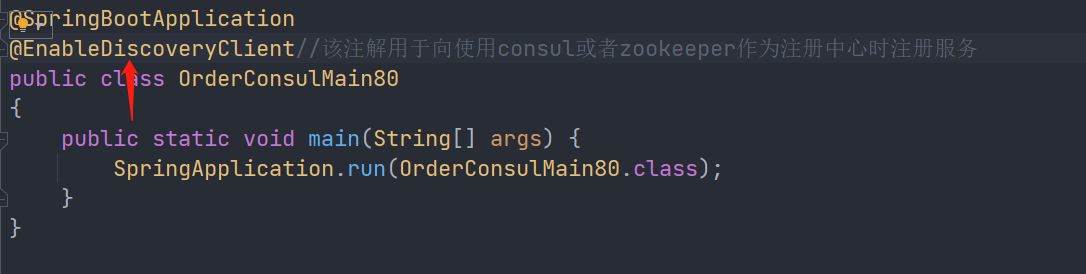 @SpringBootApplication
@EnableDiscoveryClient//该注解用于向使用consul或者zookeeper作为注册中心时注册服务
public class OrderConsulMain80
{
    public static void main(String[] args) {
        SpringApplication.run(OrderConsulMain80.class);
    }
}